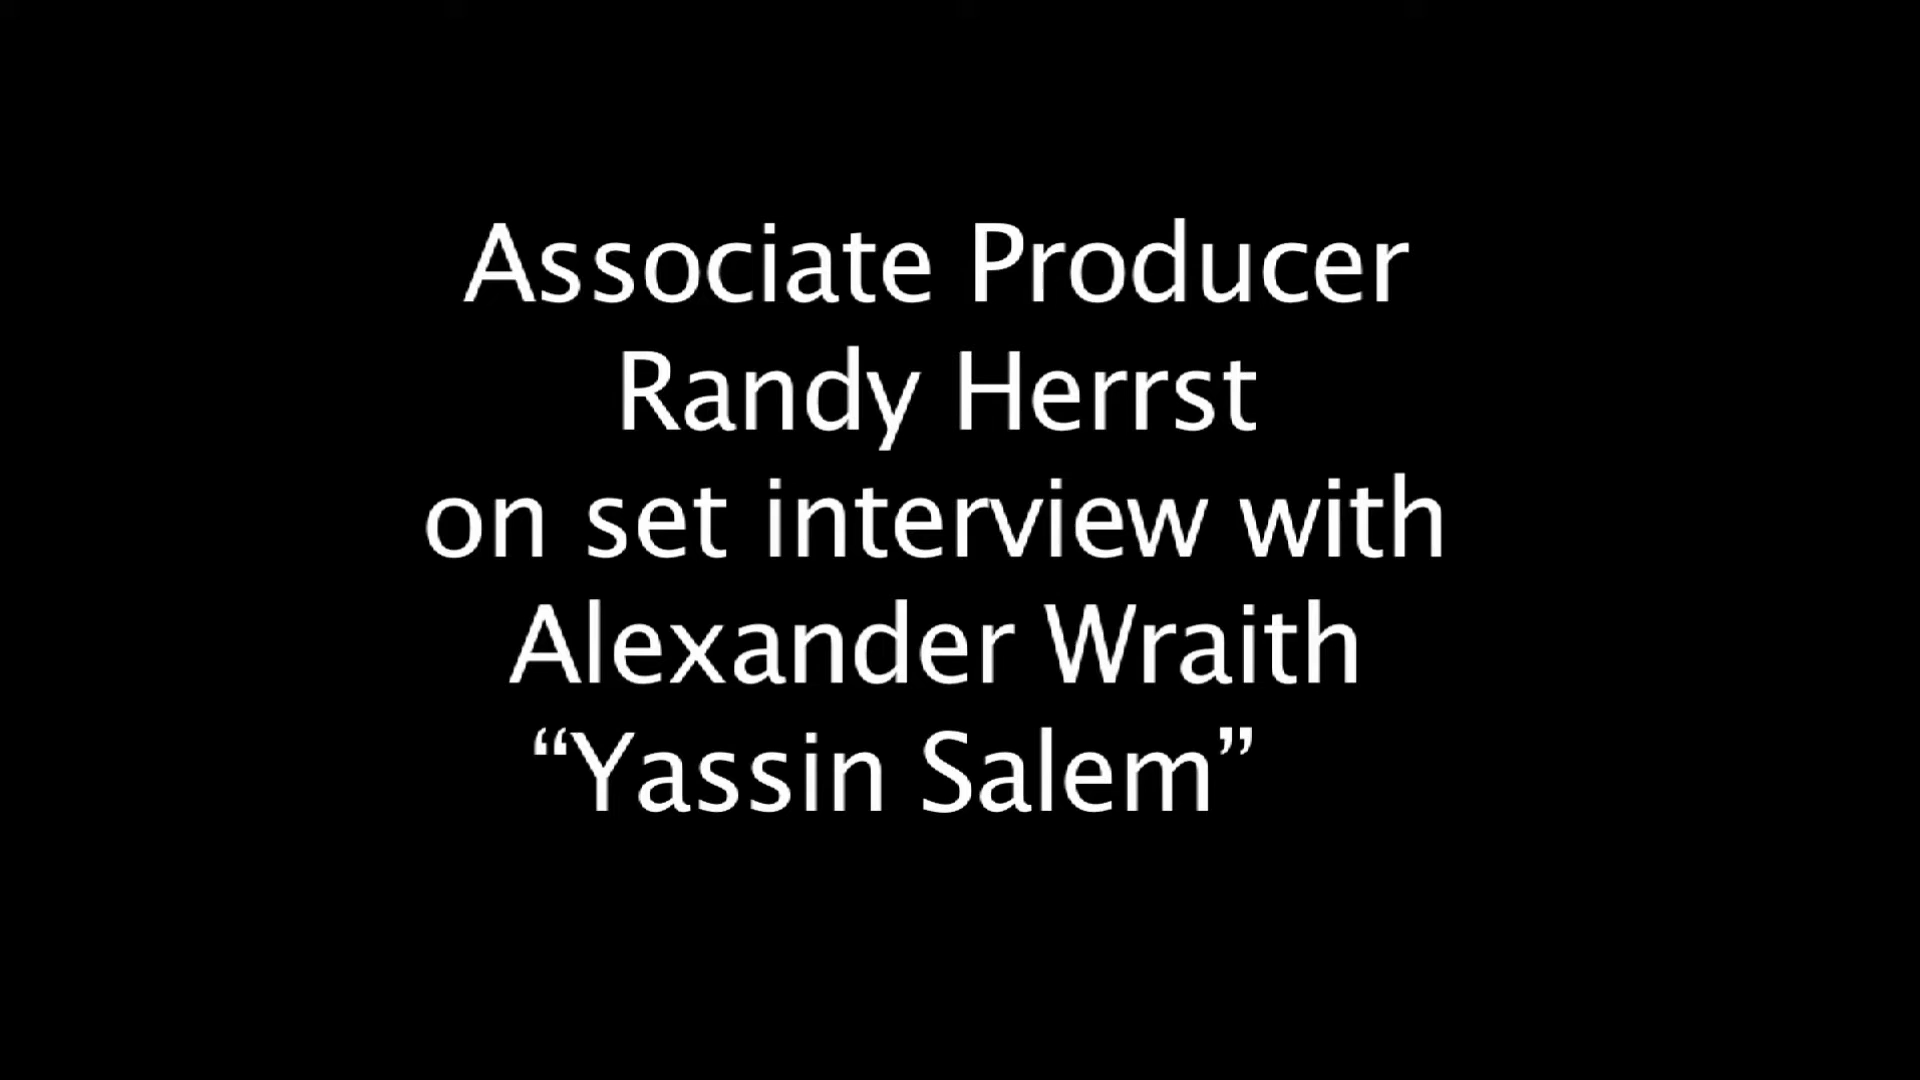 Associate Producer
Randy Herrst
on set interview with
Alexander Wraith
“Yassin Salem”